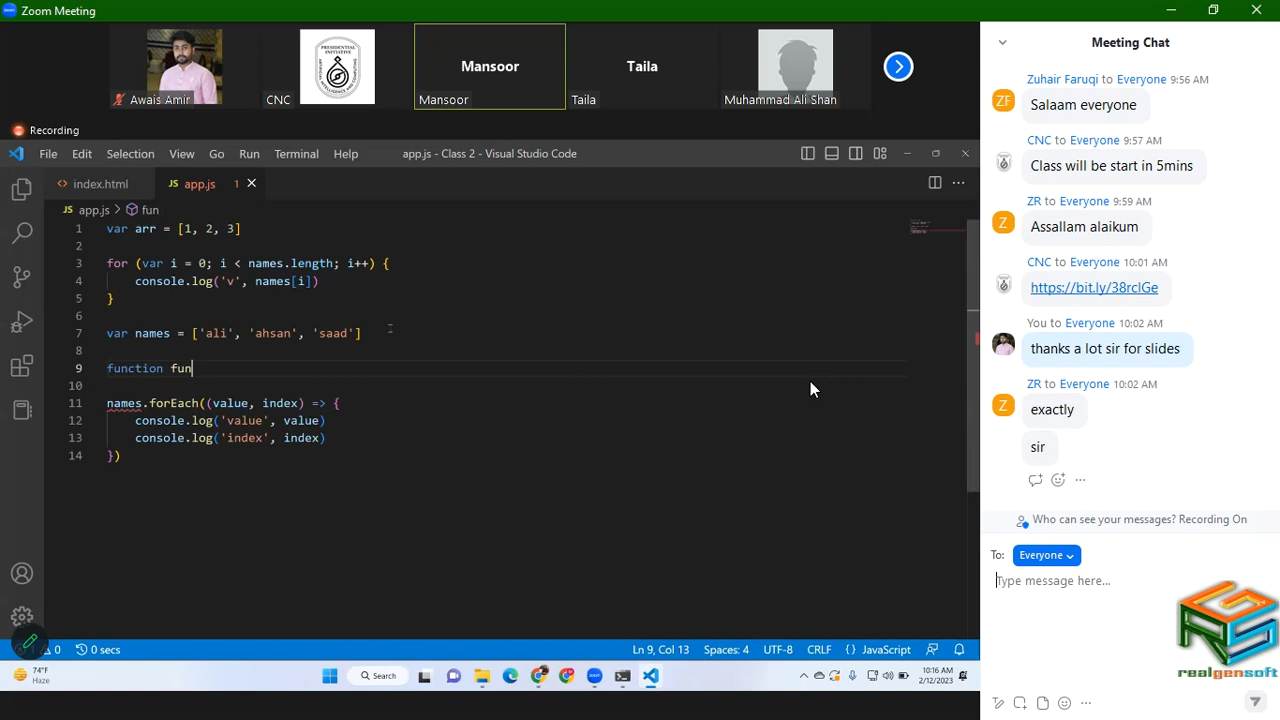 Zoom Meeting
Awais Amir
CNC
PRESIDENTIAL INITIATIVE
Mansoor
Mansoor
Taila
Taila
Muhammad Ali Shan
Recording
File Edit Selection View Go Run Terminal Help
app.js - Class 2 - Visual Studio Code
index.html
JS app.js 1
JS app.js > fun
1 var arr = [1, 2, 3]
2
3 for (var i = 0; i < names.length; i++) {
4 console.log('v', names[i])
5 }
6
7 var names = ['ali', 'ahsan', 'saad']
8
9 function fun
10
11 names.forEach((value, index) => {
12 console.log('value', value)
13 console.log('index', index)
14 })
0 0 secs
Ln 9, Col 13 Spaces: 4 UTF-8 CRLF {} JavaScript
74°F
Haze
Search
10:16 AM
2/12/2023
Meeting Chat
Zuhair Faruqi to Everyone 9:56 AM
ZF
Salaam everyone
CNC to Everyone 9:57 AM
Class will be start in 5mins
ZR to Everyone 9:59 AM
Z
Assallam alaikum
CNC to Everyone 10:01 AM
https://bit.ly/38rclGe
You to Everyone 10:02 AM
thanks a lot sir for slides
ZR to Everyone 10:02 AM
Z
exactly
sir
Who can see your messages? Recording On
To: Everyone
Type message here...
realgensoft